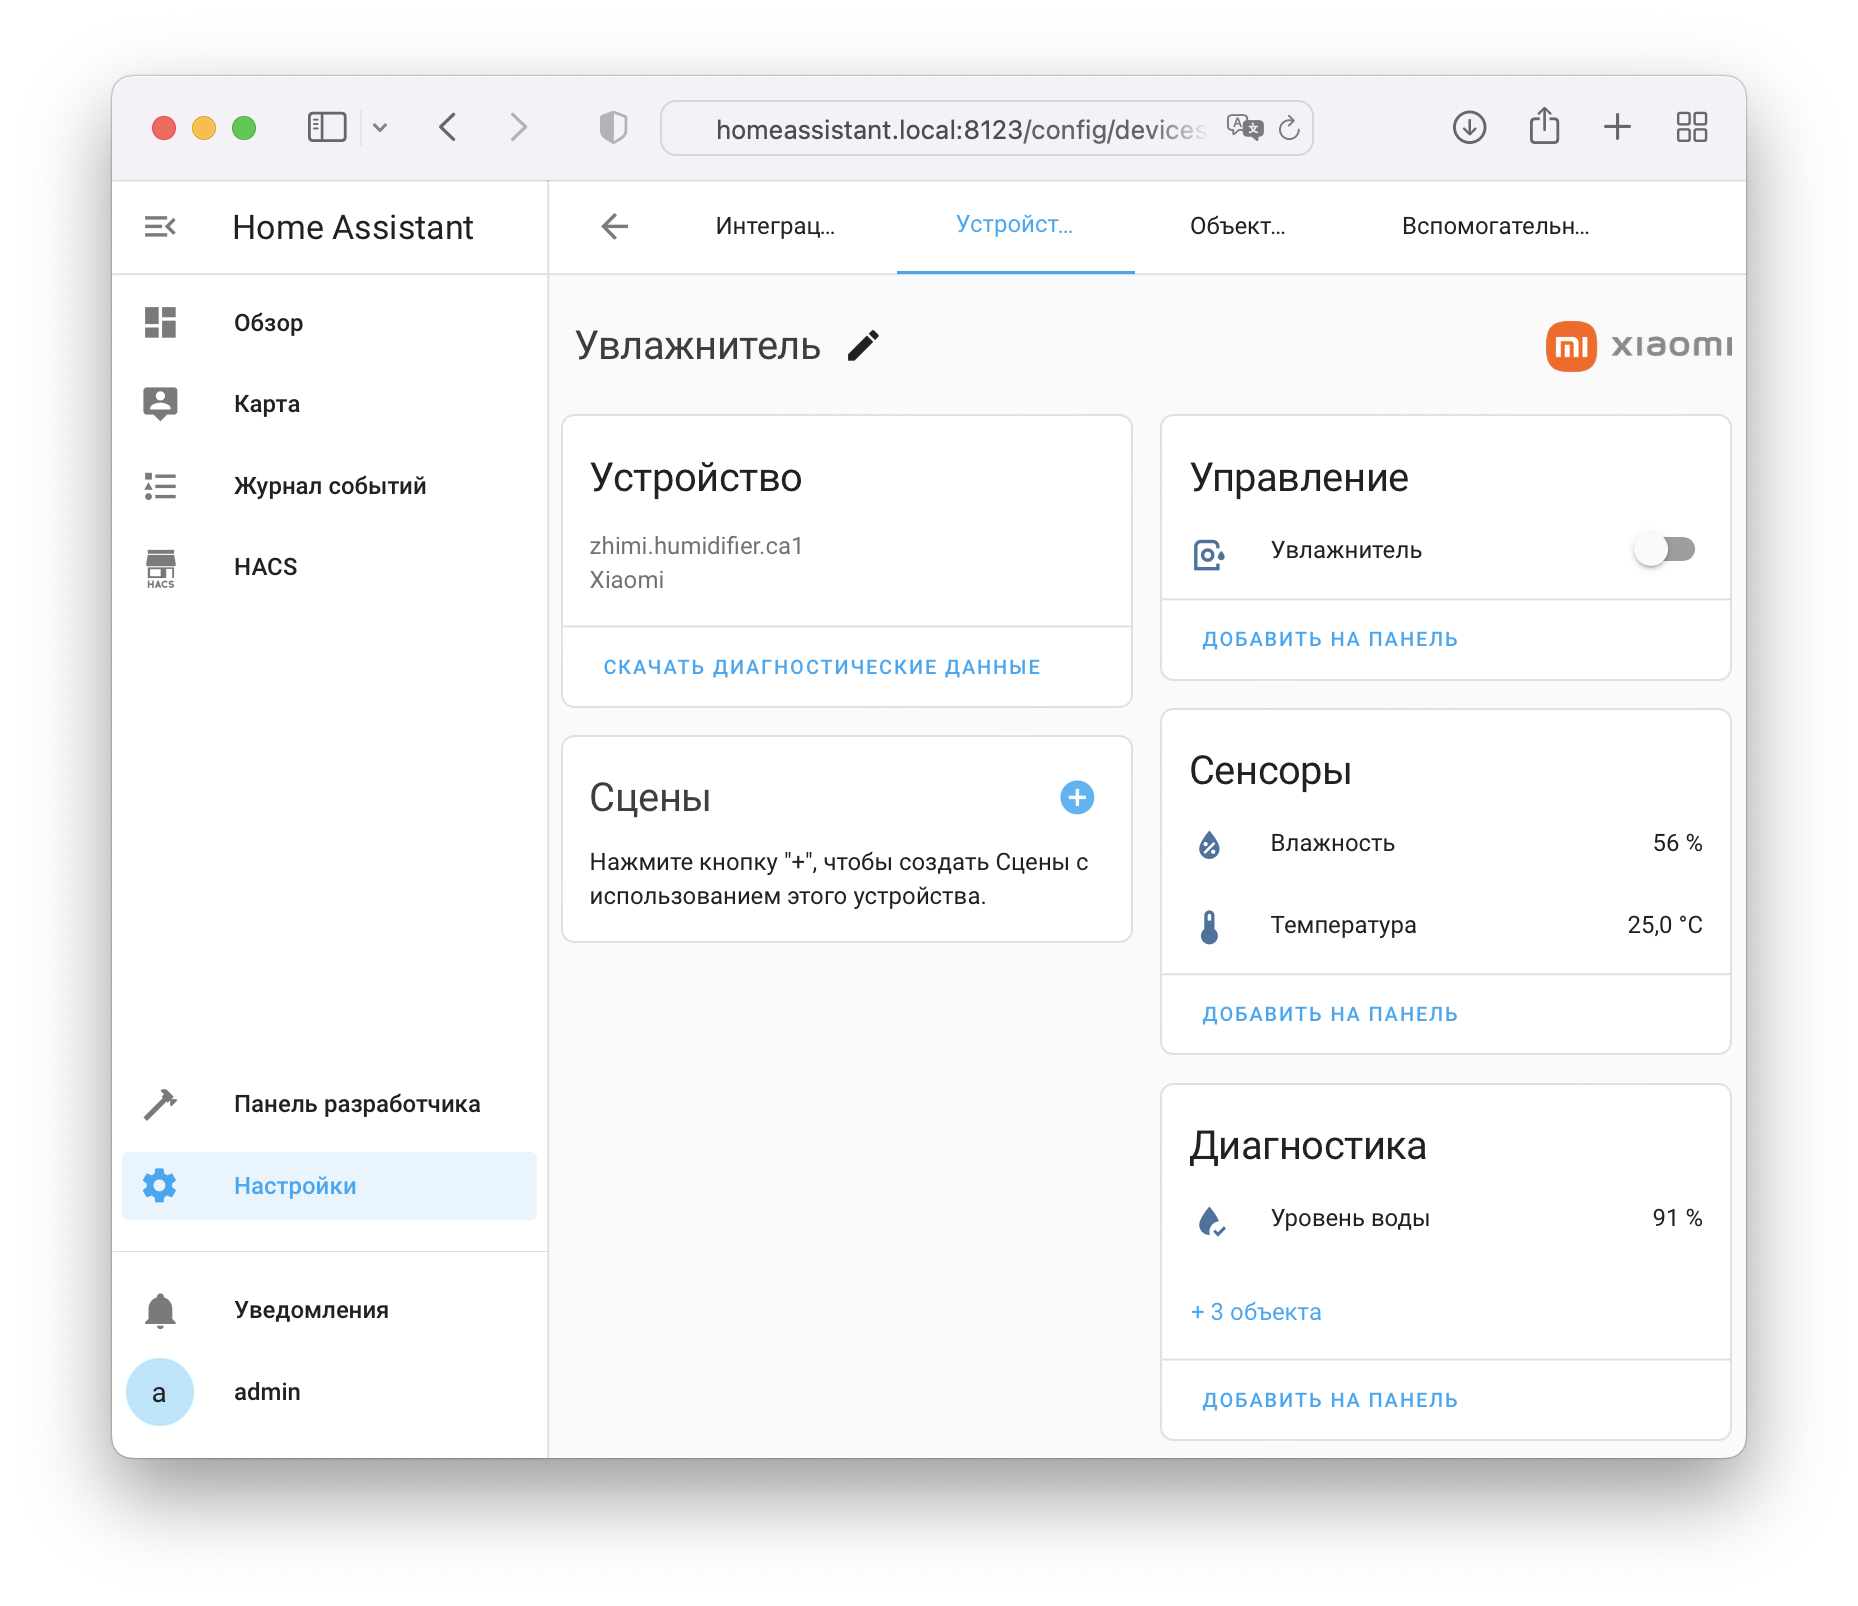 homeassistant.local:8123/config/devices
Home Assistant
Интеграц...
Устройст...
Объект...
Вспомогательн...
Обзор
Карта
Журнал событий
HACS
HACS
Панель разработчика
Настройки
Уведомления
a
admin
Увлажнитель
mi xiaomi
Устройство
zhimi.humidifier.ca1
Xiaomi
СКАЧАТЬ ДИАГНОСТИЧЕСКИЕ ДАННЫЕ
Сцены
Нажмите кнопку "+", чтобы создать Сцены с
использованием этого устройства.
Управление
Увлажнитель
ДОБАВИТЬ НА ПАНЕЛЬ
Сенсоры
Влажность 56 %
Температура 25,0 °C
ДОБАВИТЬ НА ПАНЕЛЬ
Диагностика
Уровень воды 91 %
+ 3 объекта
ДОБАВИТЬ НА ПАНЕЛЬ